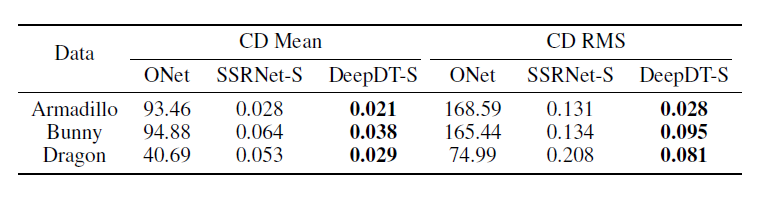 Data CD Mean CD RMS
ONet SSRNet-S DeepDT-S ONet SSRNet-S DeepDT-S
Armadillo 93.46 0.028 0.021 168.59 0.131 0.028
Bunny 94.88 0.064 0.038 165.44 0.134 0.095
Dragon 40.69 0.053 0.029 74.99 0.208 0.081